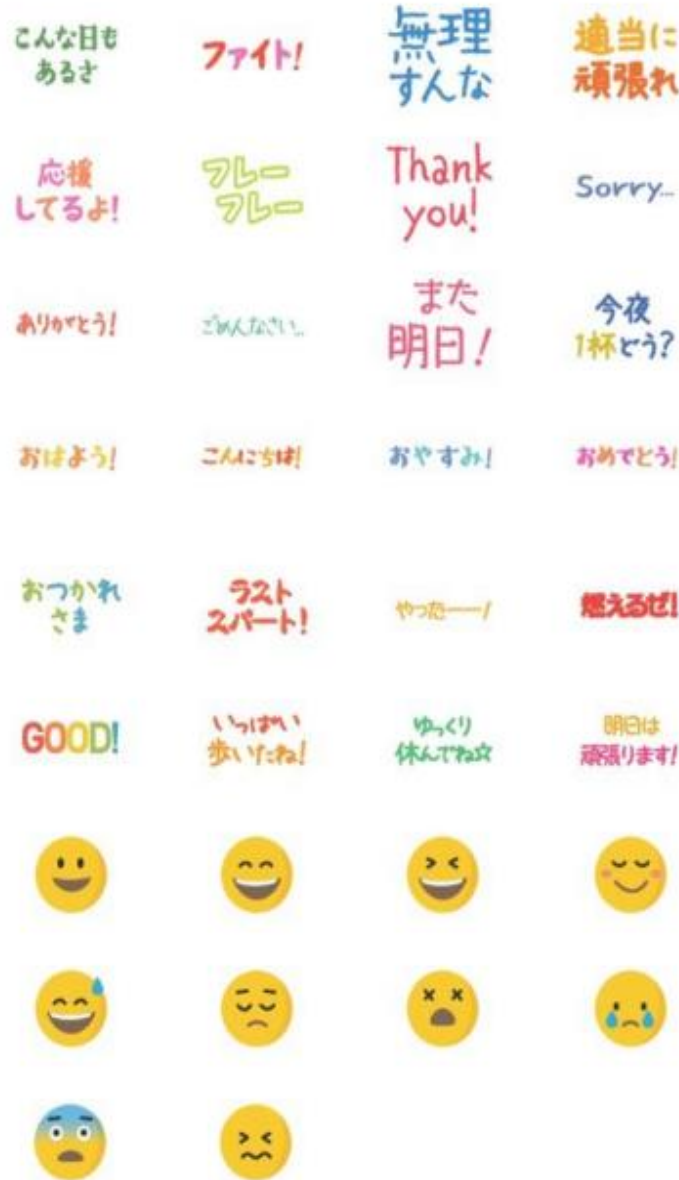 こんな日も
あるさ
ファイト!
無理
すんな
適当に
頑張れ
応援
してるよ!
フレー
フレー
Thank
you!
Sorry...
ありがとう!
ごめんなさい...
また
明日!
今夜
1杯どう?
おはよう!
こんにちは!
おやすみ!
おめでとう!
おつかれ
さま
ラスト
スパート!
やったーー!
燃えるぜ!
GOOD!
いっぱい
歩いたね!
ゆっくり
休んでね☆
明日は
頑張ります!